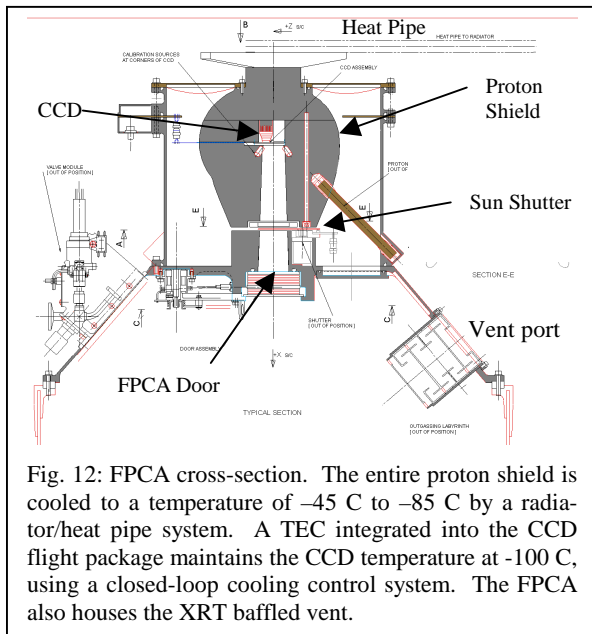 B
+Z S/C
Heat Pipe
HEAT PIPE TO RADIATOR
CALIBRATION SOURCES
AT CORNERS OF CCD
CCD ASSEMBLY
CCD
Proton
Shield
VALVE MODULE
[OUT OF POSITION]
PROTON
[OUT OF
E
E
Sun Shutter
A
SECTION E-E
SHUTTER
[OUT OF POSITION]
C
C
Vent port
DOOR ASSEMBLY
+X S/C
FPCA Door
TYPICAL SECTION
OUTGASSING LABYRINTH
[OUT OF POSITION]
Fig. 12: FPCA cross-section. The entire proton shield is
cooled to a temperature of –45 C to –85 C by a radia-
tor/heat pipe system. A TEC integrated into the CCD
flight package maintains the CCD temperature at -100 C,
using a closed-loop cooling control system. The FPCA
also houses the XRT baffled vent.